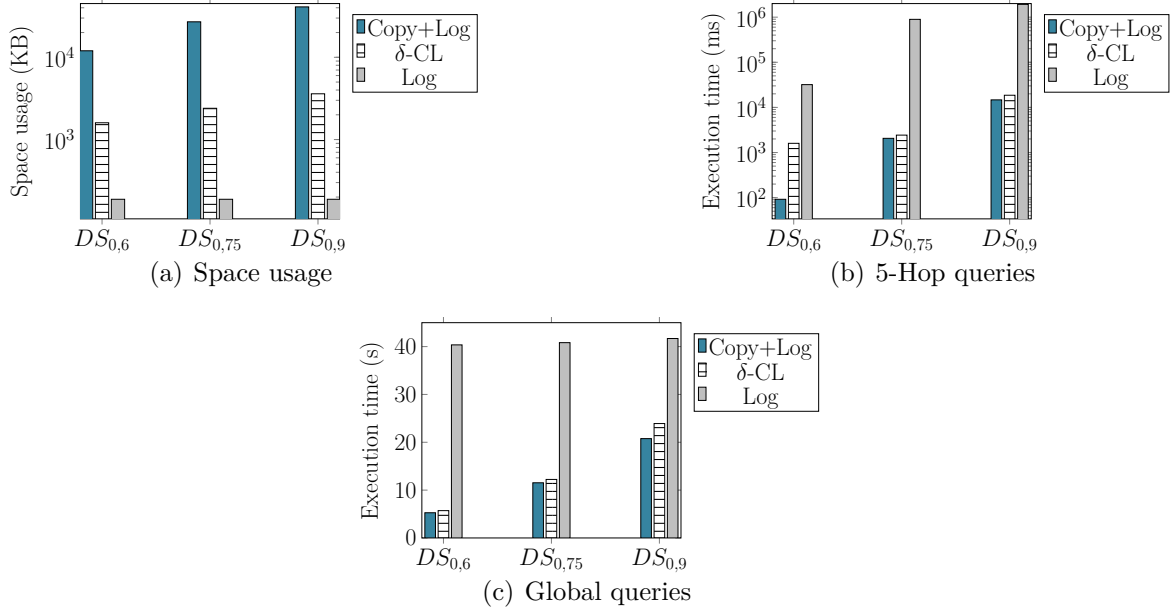 Space usage (KB)
10^4
10^3
DS_{0,6}
DS_{0,75}
DS_{0,9}
Copy+Log
δ-CL
Log
(a) Space usage
Execution time (ms)
10^6
10^5
10^4
10^3
10^2
DS_{0,6}
DS_{0,75}
DS_{0,9}
Copy+Log
δ-CL
Log
(b) 5-Hop queries
Execution time (s)
40
30
20
10
0
DS_{0,6}
DS_{0,75}
DS_{0,9}
Copy+Log
δ-CL
Log
(c) Global queries